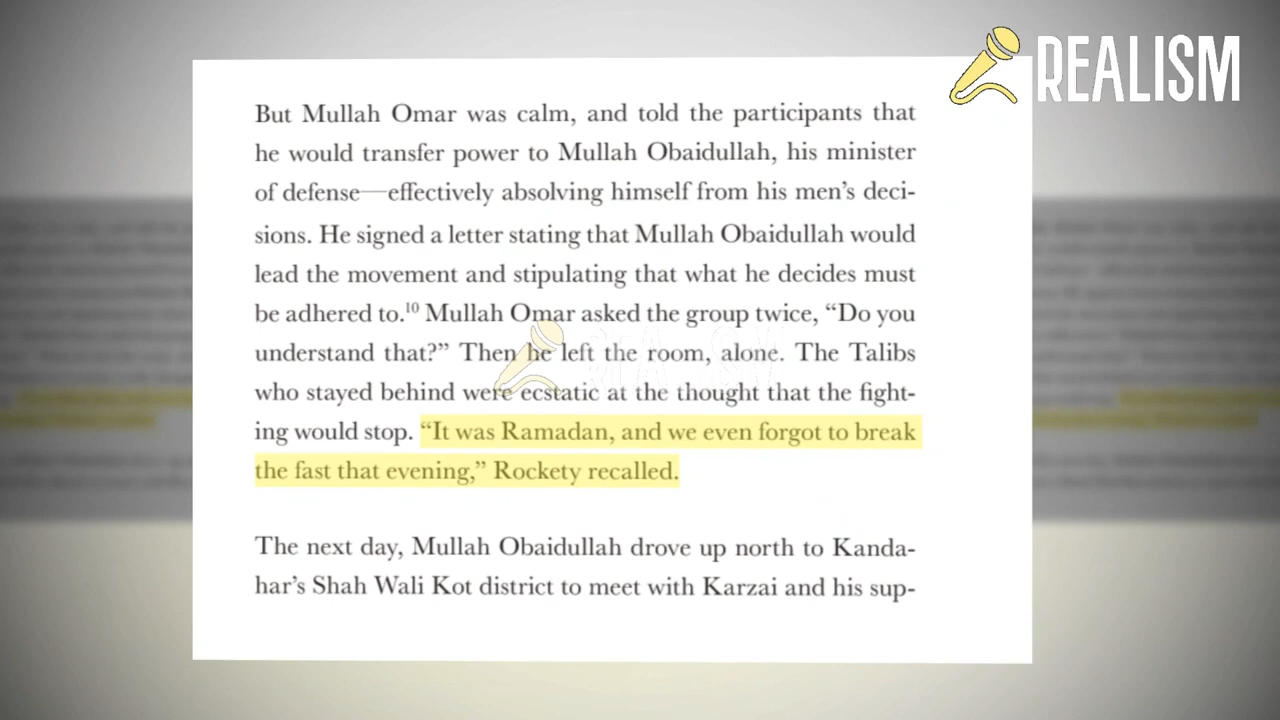 REALISM
But Mullah Omar was calm, and told the participants that
he would transfer power to Mullah Obaidullah, his minister
of defense—effectively absolving himself from his men’s deci-
sions. He signed a letter stating that Mullah Obaidullah would
lead the movement and stipulating that what he decides must
be adhered to.¹⁰ Mullah Omar asked the group twice, “Do you
understand that?” Then he left the room, alone. The Talibs
who stayed behind were ecstatic at the thought that the fight-
ing would stop. “It was Ramadan, and we even forgot to break
the fast that evening,” Rockety recalled.
The next day, Mullah Obaidullah drove up north to Kanda-
har’s Shah Wali Kot district to meet with Karzai and his sup-
REALISM